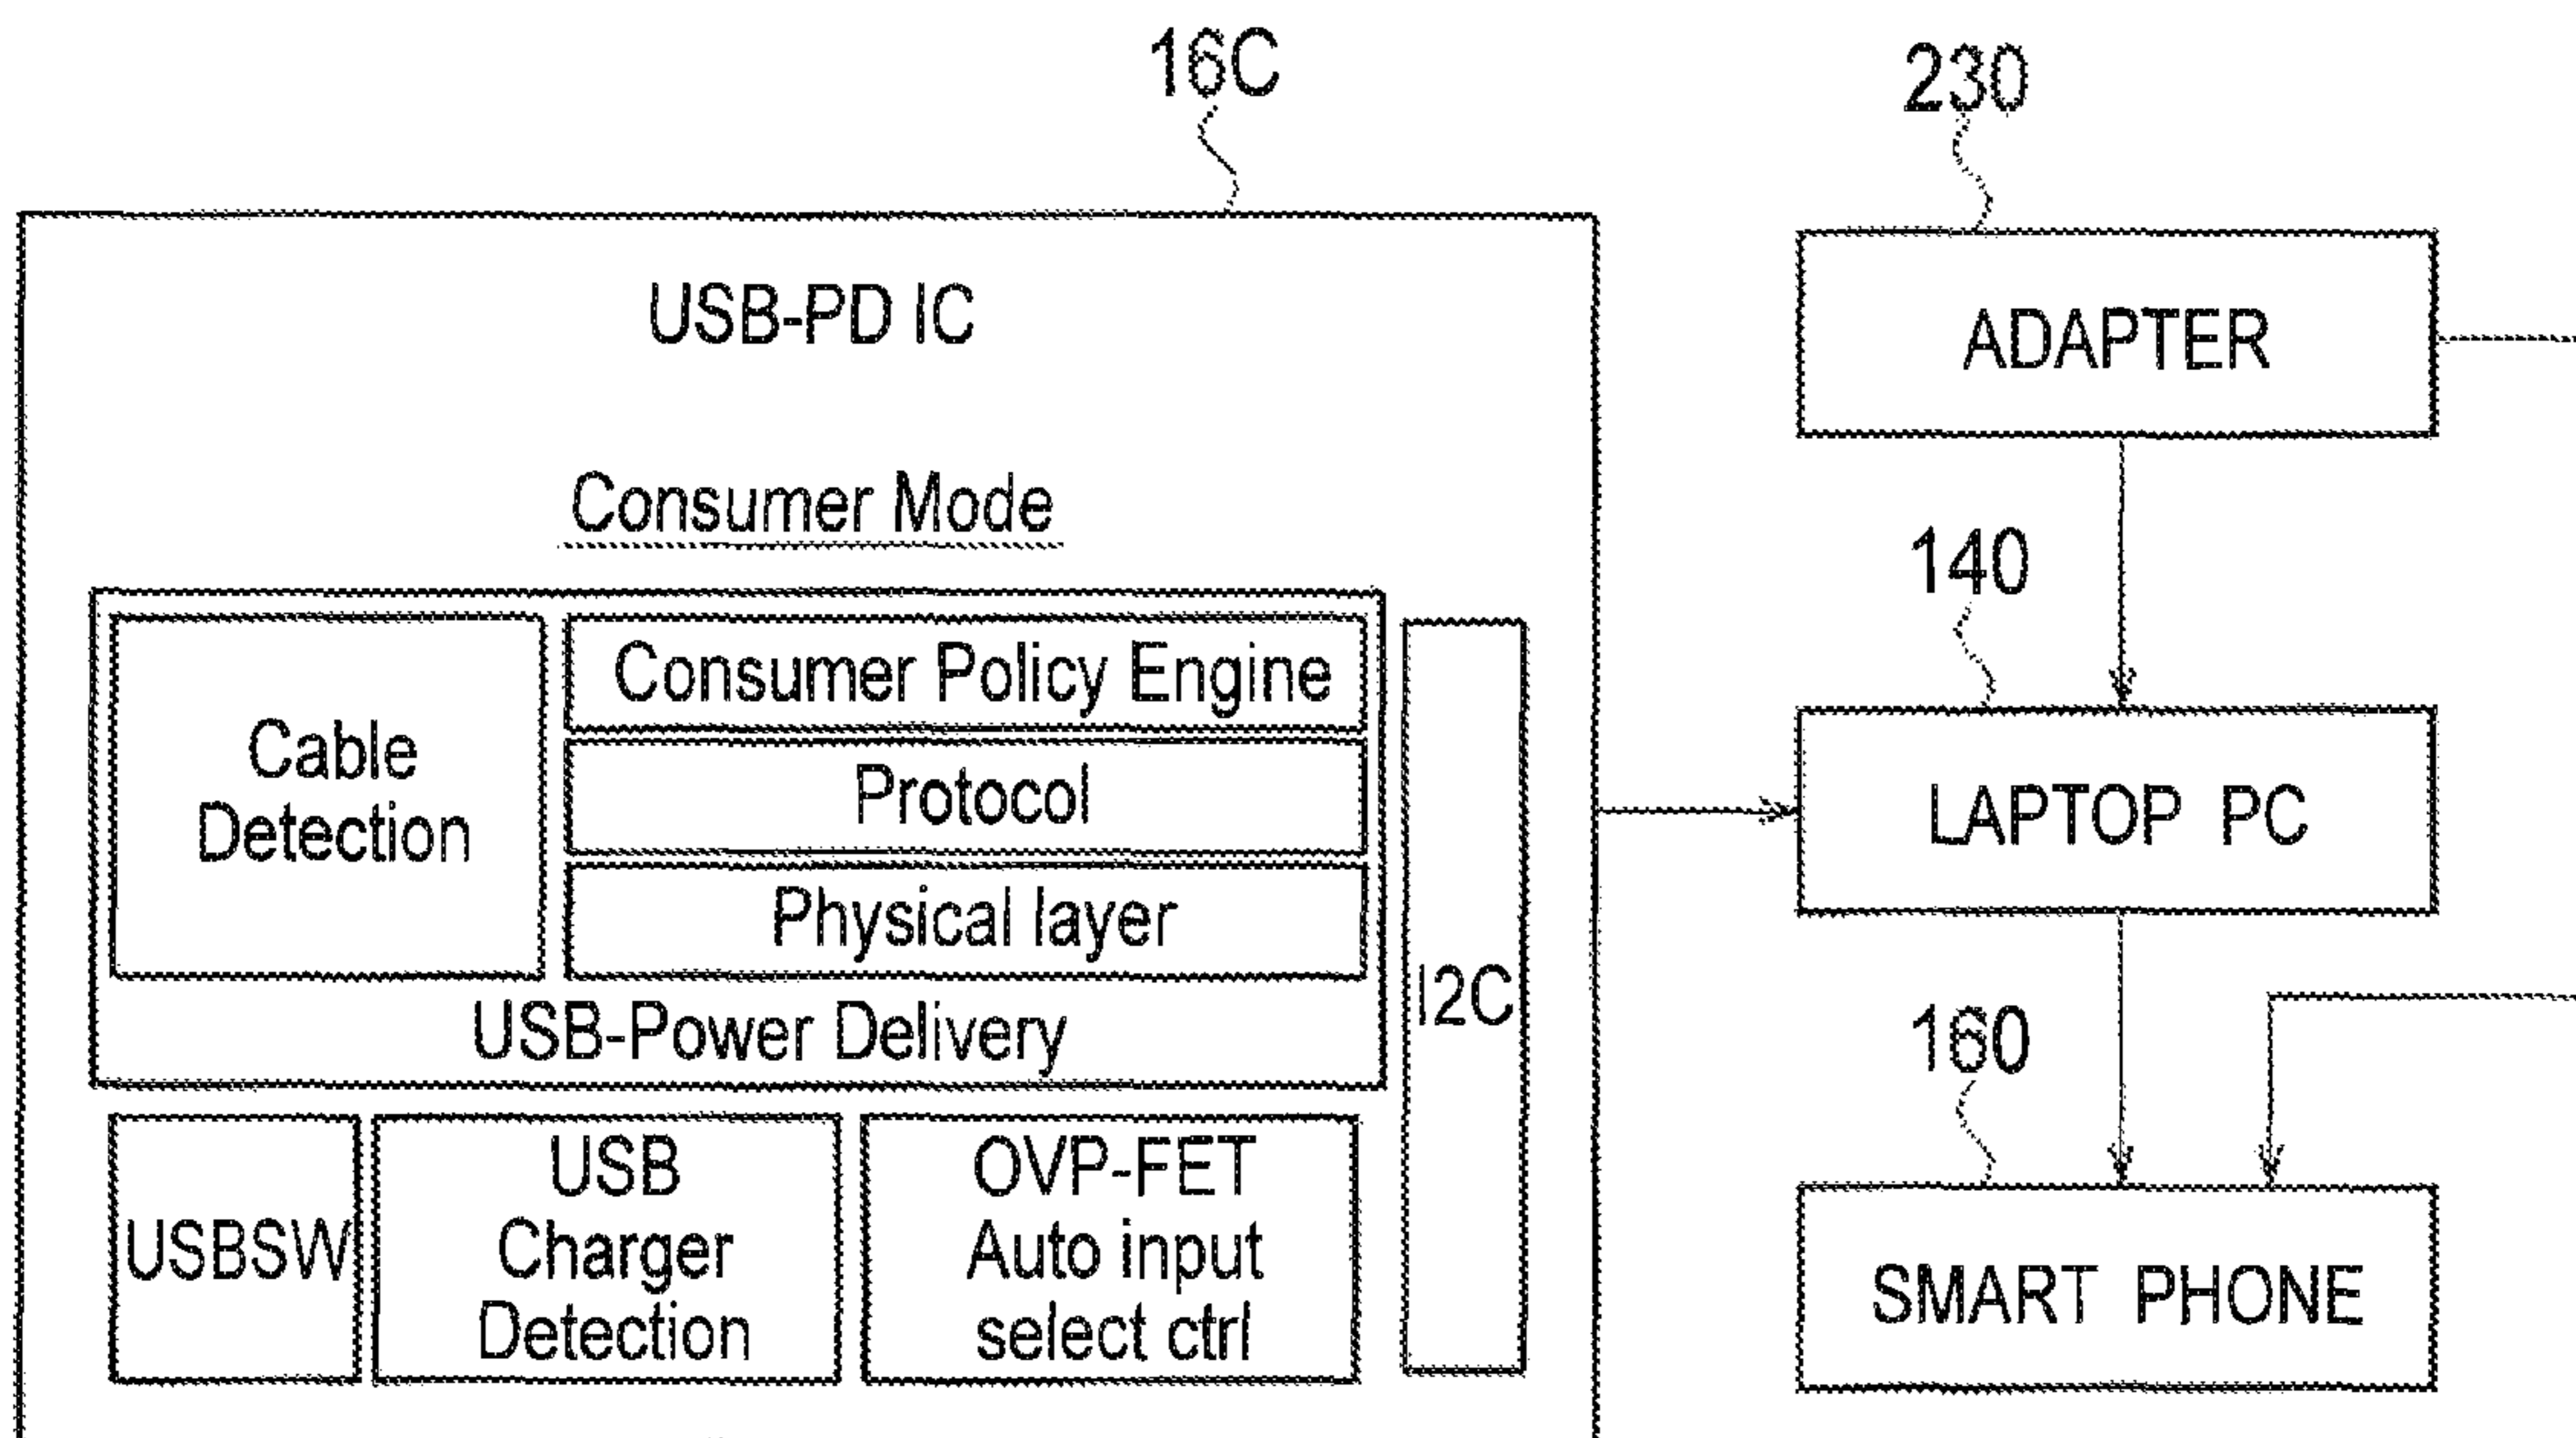 16C
USB-PD IC
Consumer Mode
Cable
Detection
Consumer Policy Engine
Protocol
Physical layer
USB-Power Delivery
I2C
USBSW
USB
Charger
Detection
OVP-FET
Auto input
select ctrl
230
ADAPTER
140
LAPTOP PC
160
SMART PHONE